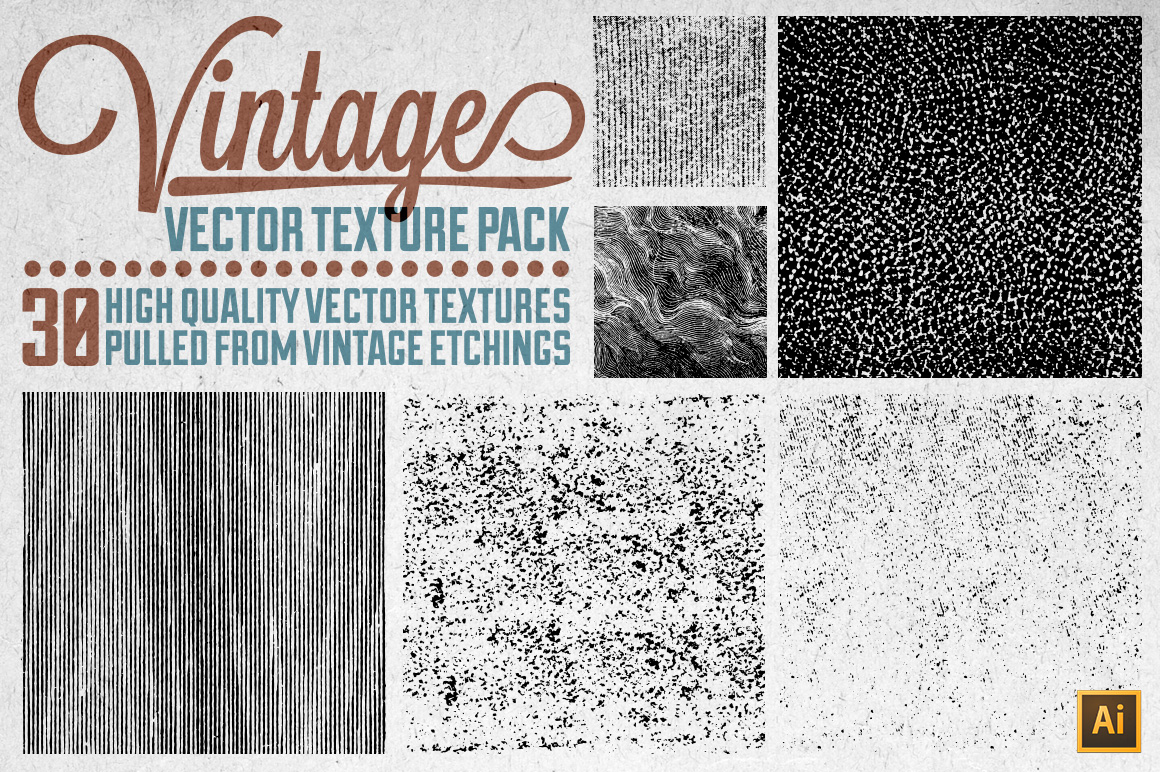 Vintage
VECTOR TEXTURE PACK
30 HIGH QUALITY VECTOR TEXTURES
PULLED FROM VINTAGE ETCHINGS
Ai